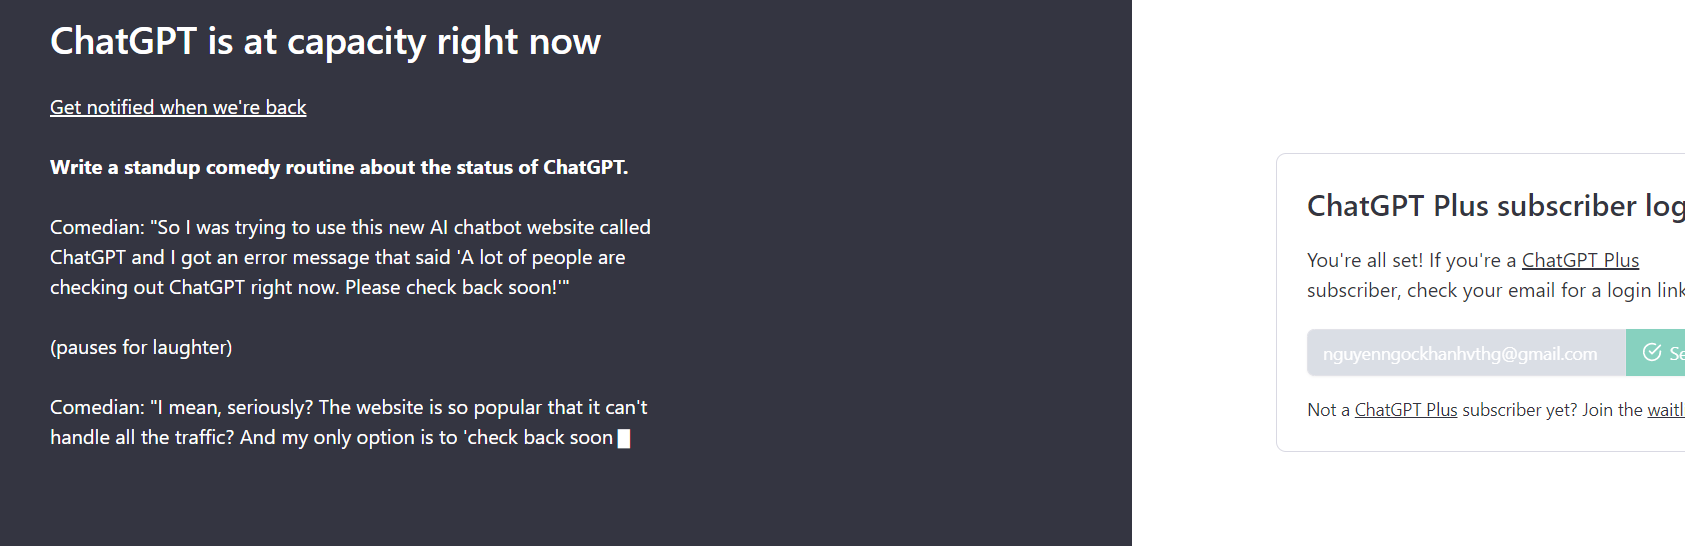 ChatGPT is at capacity right now
Get notified when we're back
Write a standup comedy routine about the status of ChatGPT.
Comedian: "So I was trying to use this new AI chatbot website called
ChatGPT and I got an error message that said 'A lot of people are
checking out ChatGPT right now. Please check back soon!'"
(pauses for laughter)
Comedian: "I mean, seriously? The website is so popular that it can't
handle all the traffic? And my only option is to 'check back soon
ChatGPT Plus subscriber log
You're all set! If you're a ChatGPT Plus
subscriber, check your email for a login link
nguyenngockhanhvthg@gmail.com
Se
Not a ChatGPT Plus subscriber yet? Join the waitl